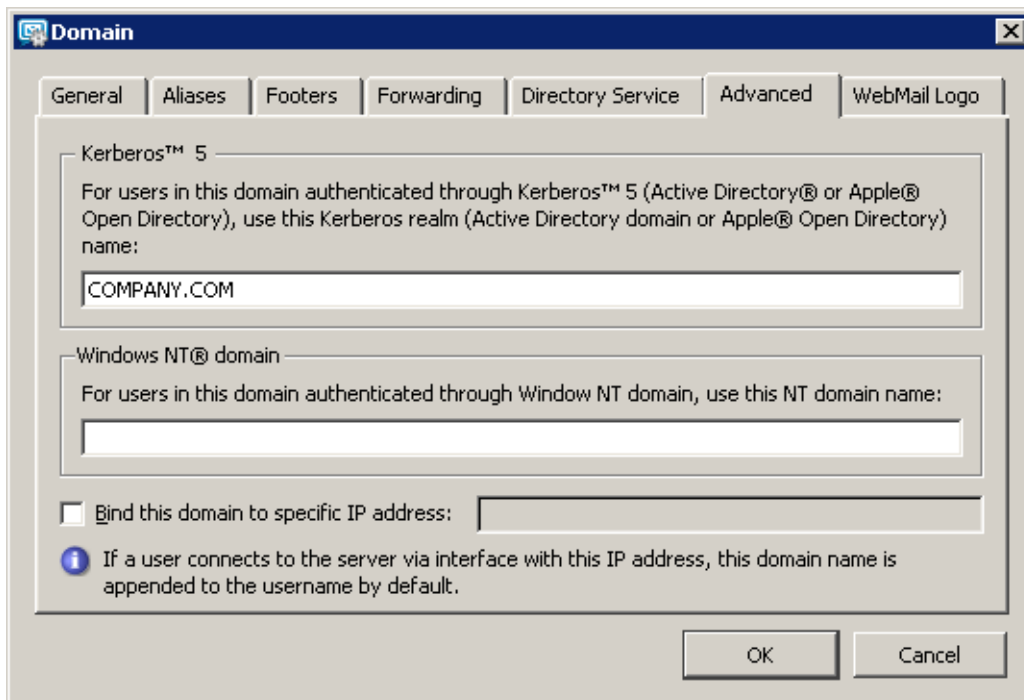 Domain
General Aliases Footers Forwarding Directory Service Advanced WebMail Logo
Kerberos™ 5
For users in this domain authenticated through Kerberos™ 5 (Active Directory® or Apple®
Open Directory), use this Kerberos realm (Active Directory domain or Apple® Open Directory)
name:
COMPANY.COM
Windows NT® domain
For users in this domain authenticated through Window NT domain, use this NT domain name:
Bind this domain to specific IP address:
If a user connects to the server via interface with this IP address, this domain name is
appended to the username by default.
OK Cancel